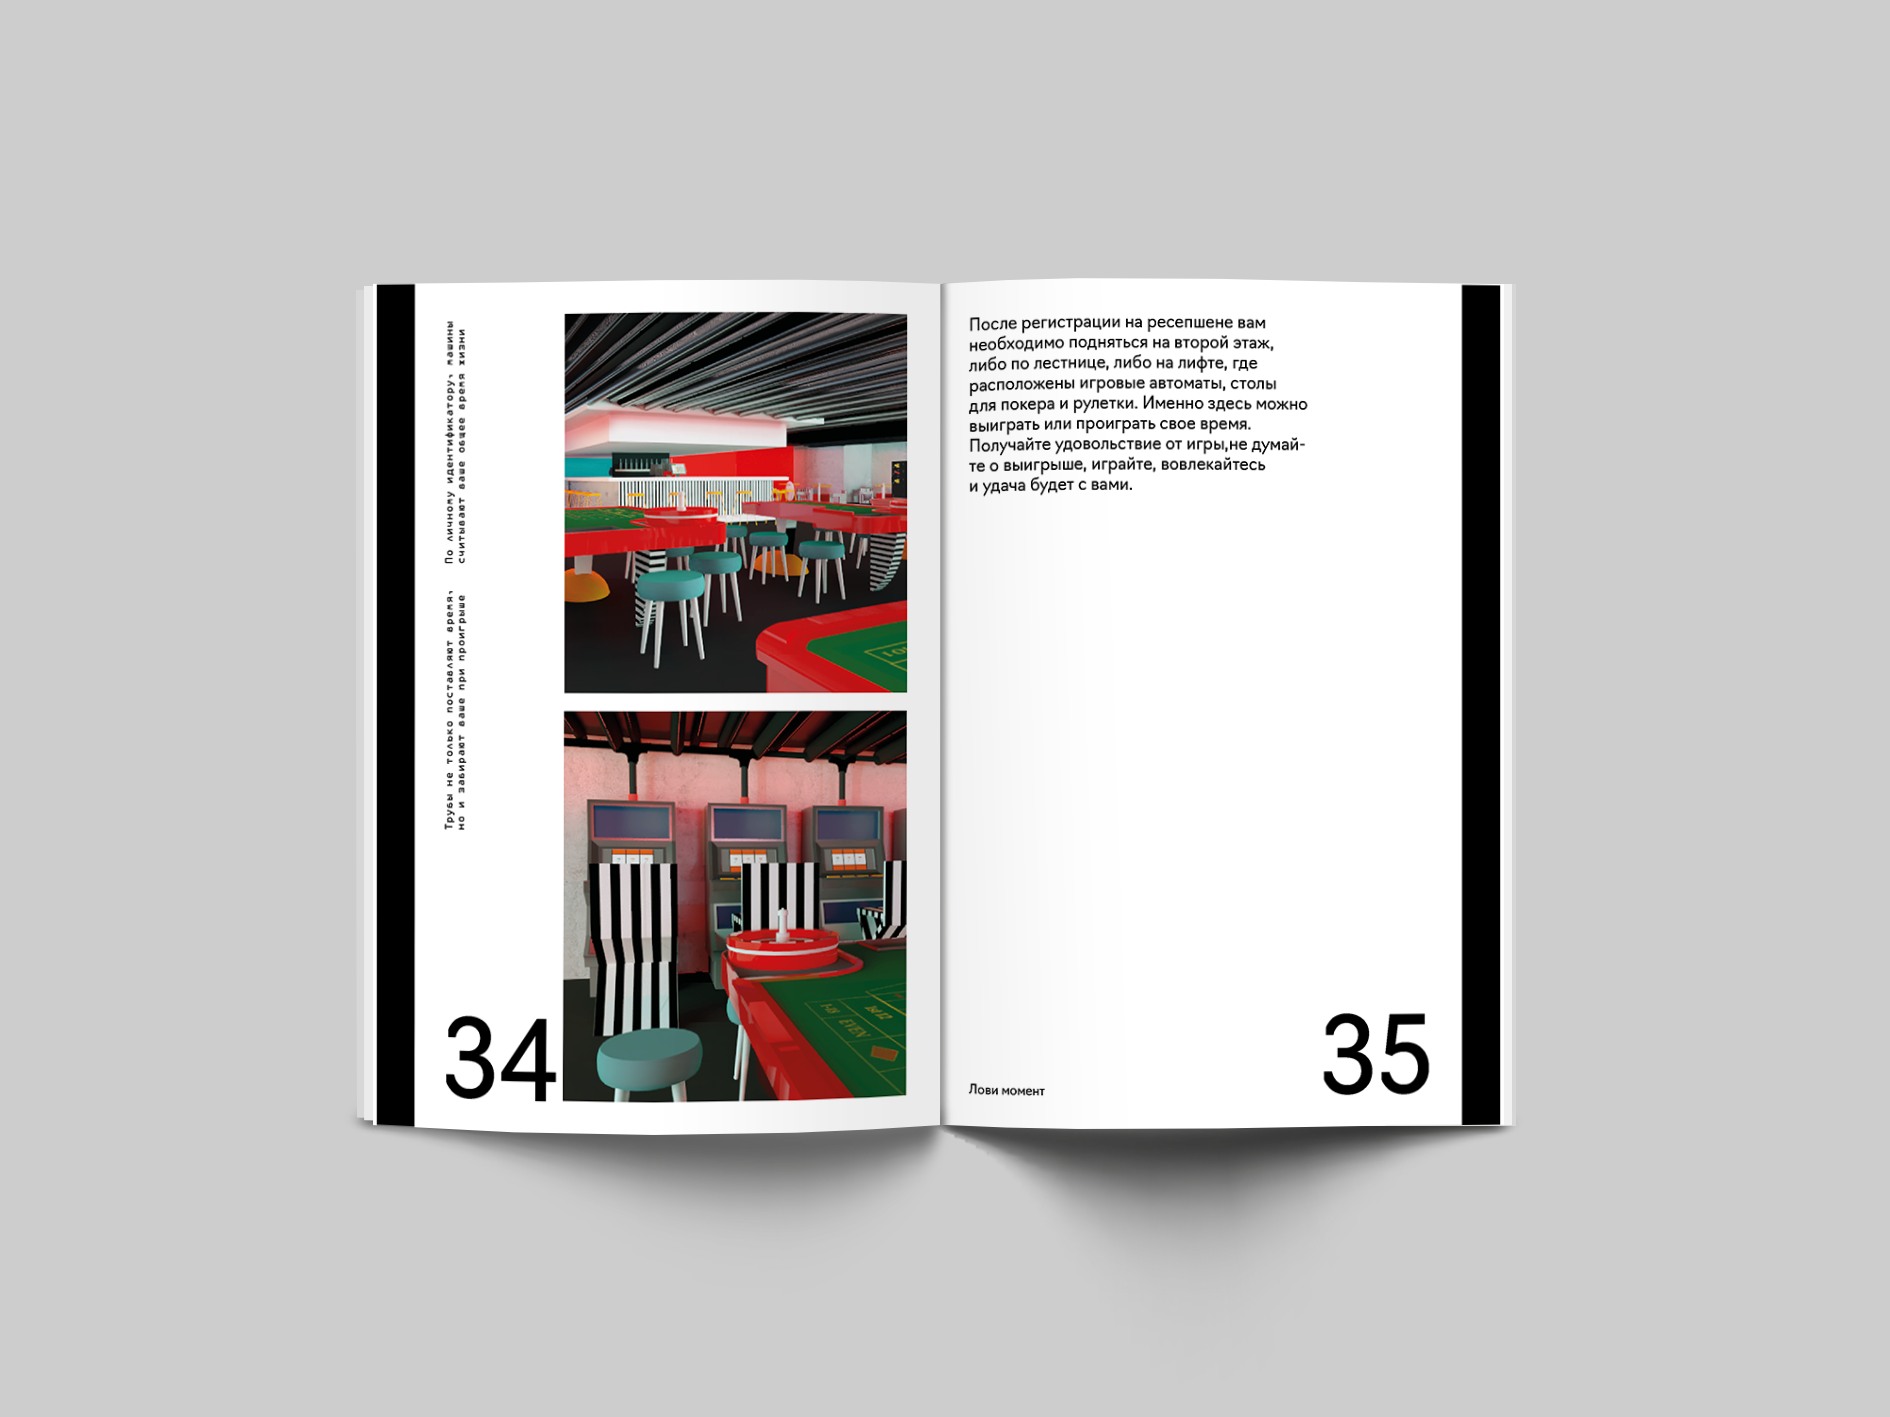 По личному идентификатору, машины
считывают ваше общее время жизни
Трубы не только поставляют время,
но и забирают ваше при проигрыше
34
EVEN
После регистрации на ресепшене вам
необходимо подняться на второй этаж,
либо по лестнице, либо на лифте, где
расположены игровые автоматы, столы
для покера и рулетки. Именно здесь можно
выиграть или проиграть свое время.
Получайте удовольствие от игры,не думай-
те о выигрыше, играйте, вовлекайтесь
и удача будет с вами.
Лови момент
35